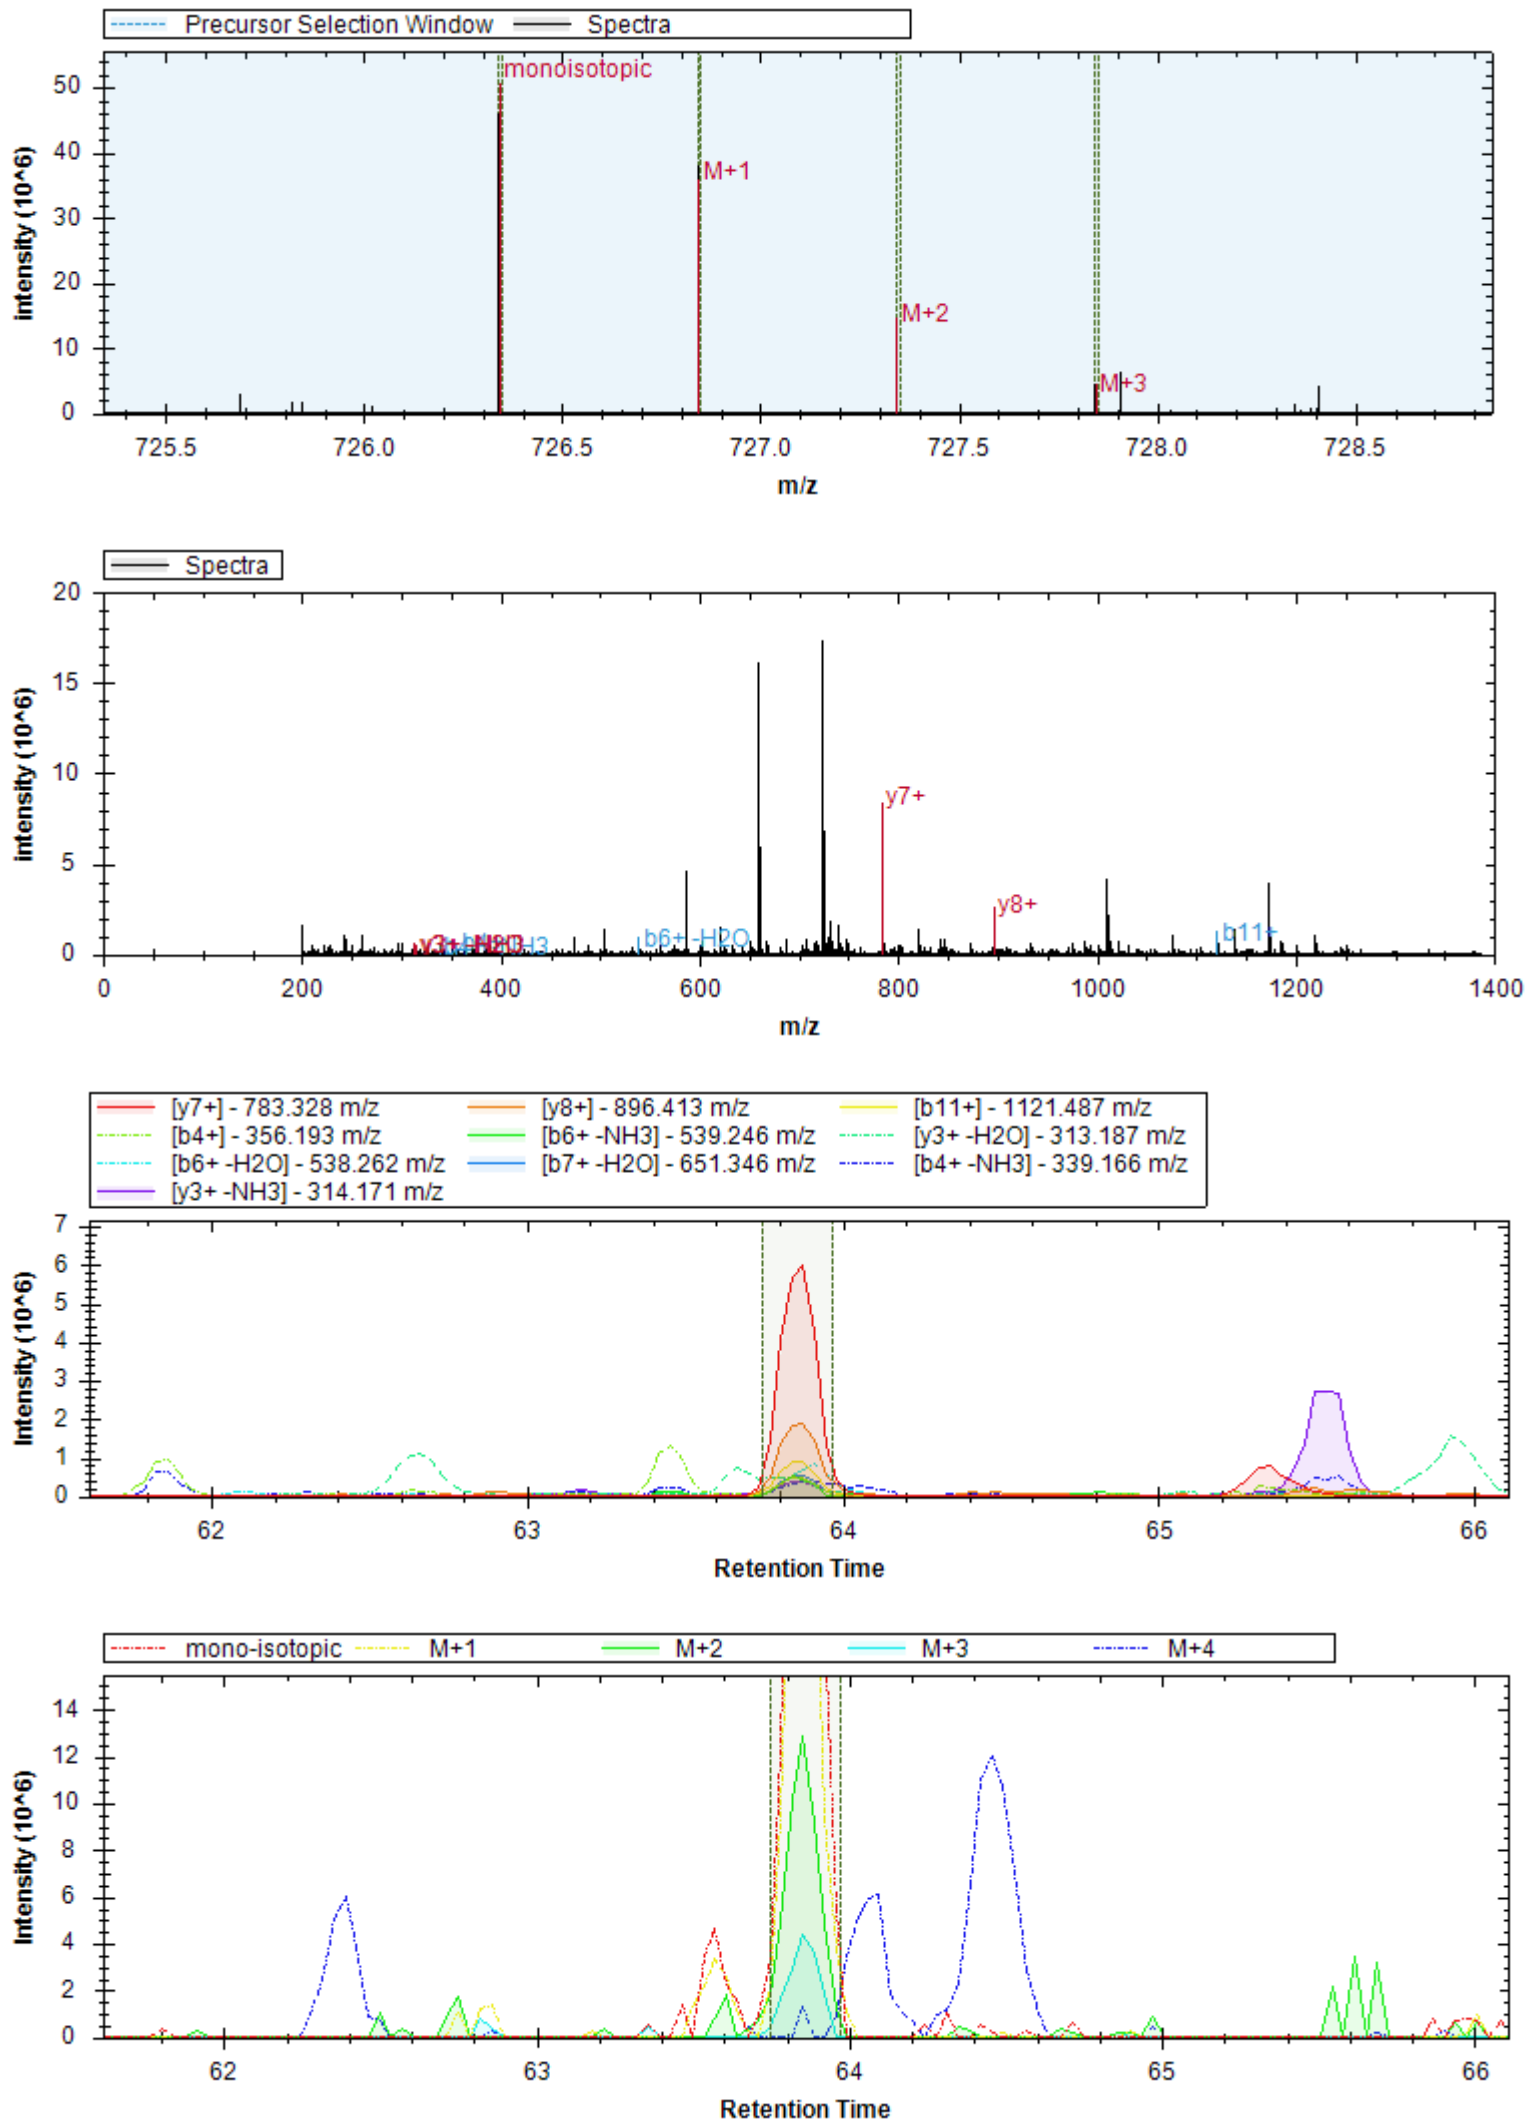 Precursor Selection Window Spectra
monoisotopic
50
40
M+1
30
20
M+2
10
M+3
0
725.5 726.0 726.5 727.0 727.5 728.0 728.5
intensity (10^6)
m/z
Spectra
20
15
10
y7+
5
y8+
b6+ -H2O
b11+
0
0 200 400 600 800 1000 1200 1400
intensity (10^6)
m/z
[y7+] - 783.328 m/z [y8+] - 896.413 m/z [b11+] - 1121.487 m/z
[b4+] - 356.193 m/z [b6+ -NH3] - 539.246 m/z [y3+ -H2O] - 313.187 m/z
[b6+ -H2O] - 538.262 m/z [b7+ -H2O] - 651.346 m/z [b4+ -NH3] - 339.166 m/z
[y3+ -NH3] - 314.171 m/z
7
6
5
4
3
2
1
0
62 63 64 65 66
Intensity (10^6)
Retention Time
mono-isotopic M+1 M+2 M+3 M+4
14
12
10
8
6
4
2
0
62 63 64 65 66
Intensity (10^6)
Retention Time